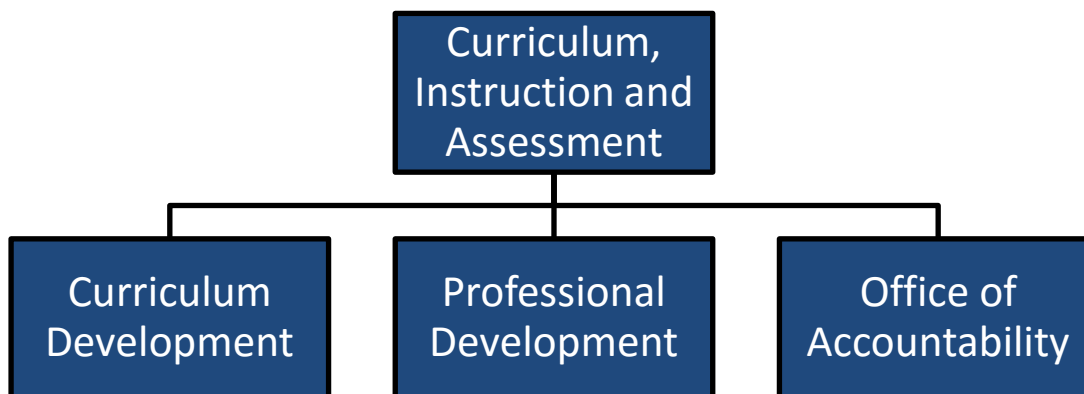 Curriculum,
Instruction and
Assessment
Curriculum
Development
Professional
Development
Office of
Accountability